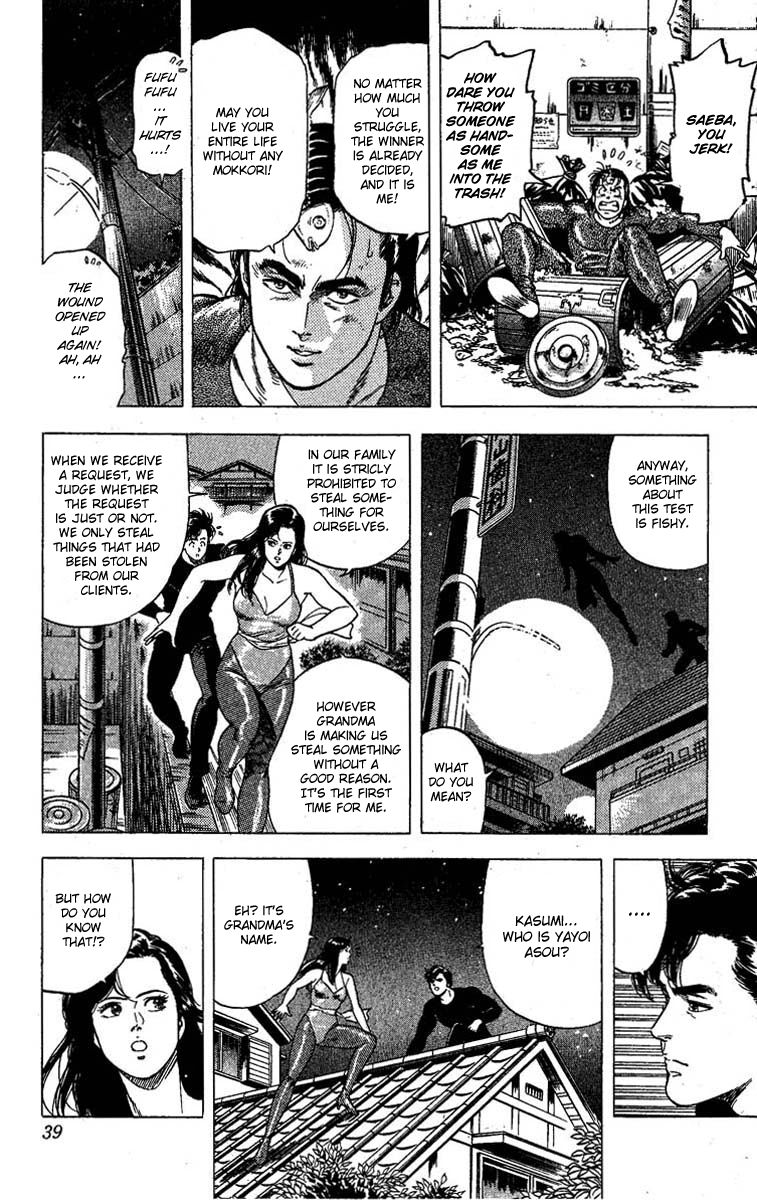 SAEBA,
YOU
JERK!
HOW
DARE YOU
THROW
SOMEONE
AS HAND-
SOME
AS ME
INTO THE
TRASH!
NO MATTER
HOW MUCH
YOU
STRUGGLE,
THE WINNER
IS ALREADY
DECIDED,
AND IT IS
ME!
MAY YOU
LIVE YOUR
ENTIRE LIFE
WITHOUT ANY
MOKKORI!
FUFU
FUFU
...
IT
HURTS
...!
THE
WOUND
OPENED
UP
AGAIN!
AH, AH
...
ANYWAY,
SOMETHING
ABOUT
THIS TEST
IS FISHY.
WHAT
DO YOU
MEAN?
IN OUR FAMILY
IT IS STRICLY
PROHIBITED TO
STEAL SOME-
THING FOR
OURSELVES.
WHEN WE RECEIVE
A REQUEST, WE
JUDGE WHETHER
THE REQUEST
IS JUST OR NOT.
WE ONLY STEAL
THINGS THAT HAD
BEEN STOLEN
FROM OUR
CLIENTS.
HOWEVER
GRANDMA
IS MAKING US
STEAL SOMETHING
WITHOUT A
GOOD REASON.
IT'S THE FIRST
TIME FOR ME.
....
KASUMI...
WHO IS YAYOI
ASOU?
EH? IT'S
GRANDMA'S
NAME.
BUT HOW
DO YOU
KNOW
THAT!?
39